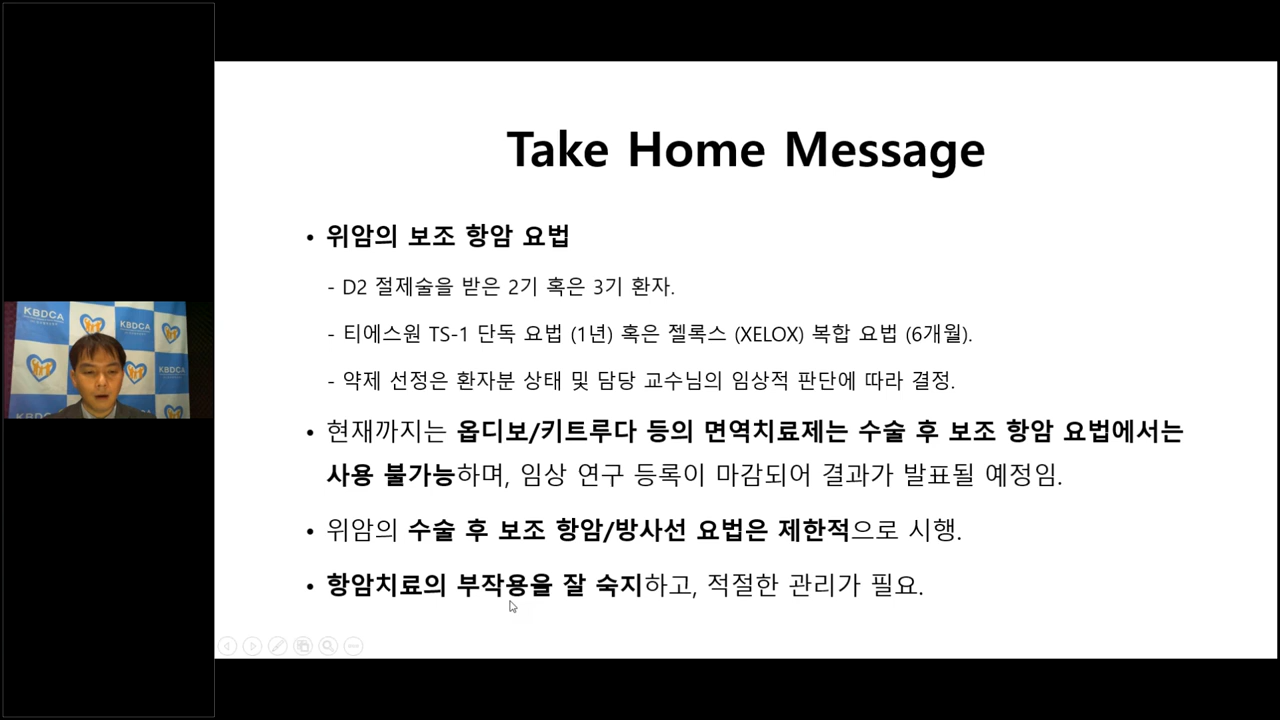 Take Home Message
• 위암의 보조 항암 요법
- D2 절제술을 받은 2기 혹은 3기 환자.
- 티에스원 TS-1 단독 요법 (1년) 혹은 젤록스 (XELOX) 복합 요법 (6개월).
- 약제 선정은 환자분 상태 및 담당 교수님의 임상적 판단에 따라 결정.
• 현재까지는 옵디보/키트루다 등의 면역치료제는 수술 후 보조 항암 요법에서는
사용 불가능하며, 임상 연구 등록이 마감되어 결과가 발표될 예정임.
• 위암의 수술 후 보조 항암/방사선 요법은 제한적으로 시행.
• 항암치료의 부작용을 잘 숙지하고, 적절한 관리가 필요.
KBDCA
KBDCA
KBDCA